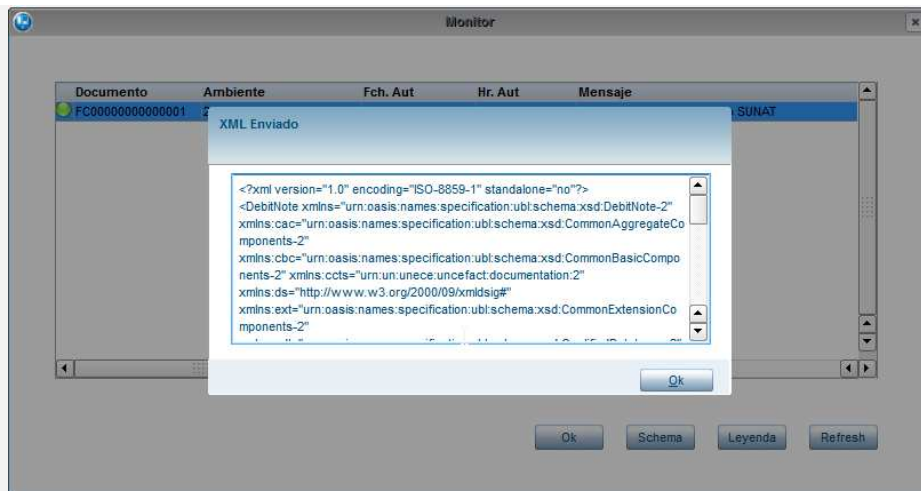 Monitor
Documento Ambiente Fch. Aut Hr. Aut Mensaje
FC00000000000001 SUNAT
XML Enviado
<?xml version="1.0" encoding="ISO-8859-1" standalone="no"?>
<DebitNote xmlns="urn:oasis:names:specification:ubl:schema:xsd:DebitNote-2"
xmlns:cac="urn:oasis:names:specification:ubl:schema:xsd:CommonAggregateCo
mponents-2"
xmlns:cbc="urn:oasis:names:specification:ubl:schema:xsd:CommonBasicCompo
nents-2" xmlns:ccts="urn:un:unece:uncefact:documentation:2"
xmlns:ds="http://www.w3.org/2000/09/xmldsig#"
xmlns:ext="urn:oasis:names:specification:ubl:schema:xsd:CommonExtensionCo
mponents-2"
Ok
Ok Schema Leyenda Refresh